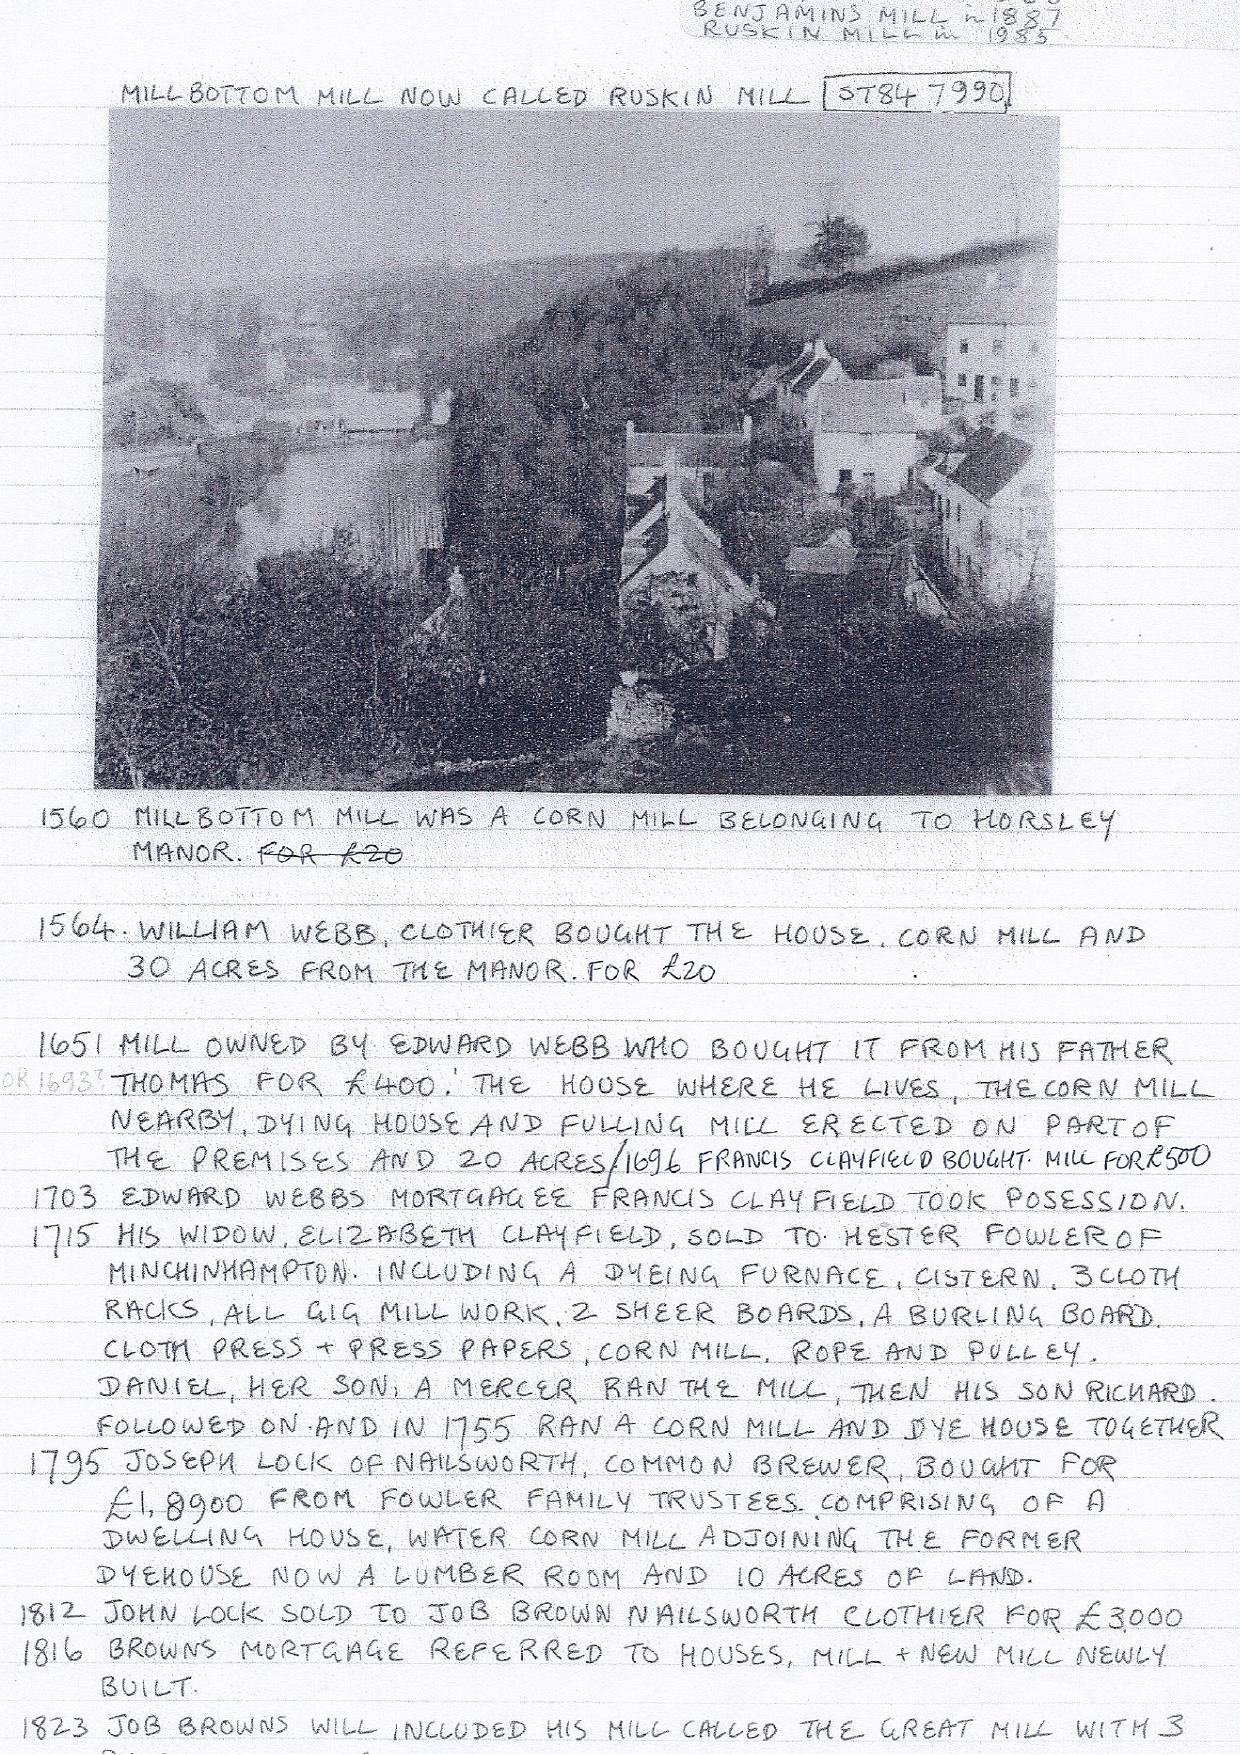 BENJAMINS MILL in 1887
RUSKIN MILL in 1985
MILLBOTTOM MILL NOW CALLED RUSKIN MILL ST84 7990
1560 MILLBOTTOM MILL WAS A CORN MILL BELONGING TO HORSLEY
MANOR. FOR £20
1564. WILLIAM WEBB, CLOTHIER BOUGHT THE HOUSE, CORN MILL AND
30 ACRES FROM THE MANOR. FOR £20
1651 MILL OWNED BY EDWARD WEBB WHO BOUGHT IT FROM HIS FATHER
OR 1693? THOMAS FOR £400. THE HOUSE WHERE HE LIVES, THE CORN MILL
NEARBY, DYING HOUSE AND FULLING MILL ERECTED ON PART OF
THE PREMISES AND 20 ACRES/1696 FRANCIS CLAYFIELD BOUGHT MILL FOR £500
1703 EDWARD WEBBS MORTGAGEE FRANCIS CLAYFIELD TOOK POSESSION.
1715 HIS WIDOW, ELIZABETH CLAYFIELD, SOLD TO HESTER FOWLER OF
MINCHINHAMPTON. INCLUDING A DYEING FURNACE, CISTERN, 3 CLOTH
RACKS, ALL GIG MILL WORK, 2 SHEER BOARDS, A BURLING BOARD.
CLOTH PRESS + PRESS PAPERS, CORN MILL, ROPE AND PULLEY.
DANIEL, HER SON, A MERCER RAN THE MILL, THEN HIS SON RICHARD.
FOLLOWED ON AND IN 1755 RAN A CORN MILL AND DYE HOUSE TOGETHER
1795 JOSEPH LOCK OF NAILSWORTH, COMMON BREWER, BOUGHT FOR
£1,8900 FROM FOWLER FAMILY TRUSTEES. COMPRISING OF A
DWELLING HOUSE, WATER CORN MILL ADJOINING THE FORMER
DYEHOUSE NOW A LUMBER ROOM AND 10 ACRES OF LAND.
1812 JOHN LOCK SOLD TO JOB BROWN NAILSWORTH CLOTHIER FOR £3,000
1816 BROWNS MORTGAGE REFERRED TO HOUSES, MILL + NEW MILL NEWLY
BUILT.
1823 JOB BROWNS WILL INCLUDED HIS MILL CALLED THE GREAT MILL WITH 3